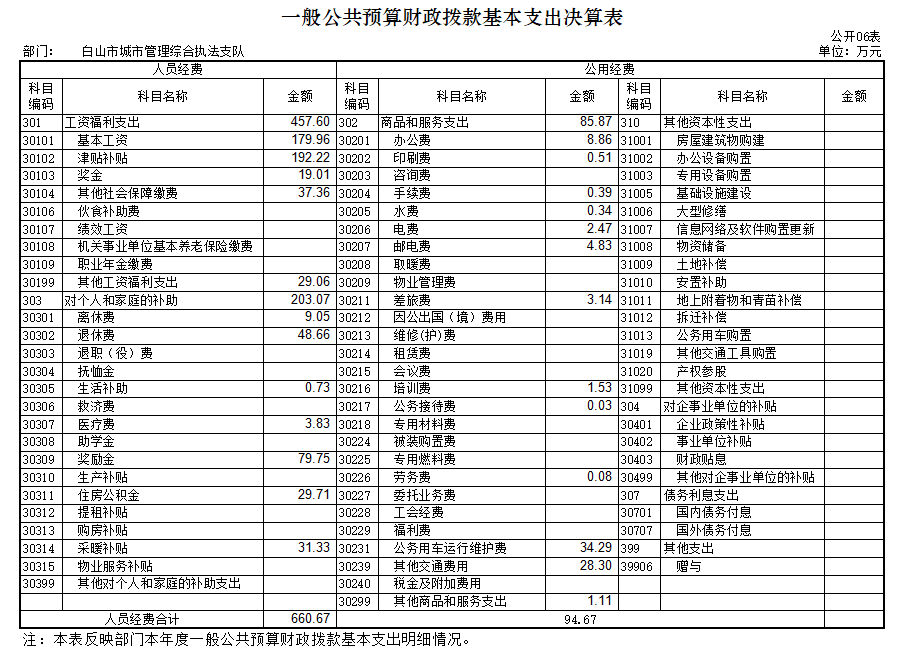 一般公共预算财政拨款基本支出决算表
公开06表
部门： 白山市城市管理综合执法支队 单位：万元
人员经费 公用经费
科目编码 科目名称 金额 科目编码 科目名称 金额 科目编码 科目名称 金额
301 工资福利支出 457.60 302 商品和服务支出 85.87 310 其他资本性支出
30101 基本工资 179.96 30201 办公费 8.86 31001 房屋建筑物购建
30102 津贴补贴 192.22 30202 印刷费 0.51 31002 办公设备购置
30103 奖金 19.01 30203 咨询费 31003 专用设备购置
30104 其他社会保障缴费 37.36 30204 手续费 0.39 31005 基础设施建设
30106 伙食补助费 30205 水费 0.34 31006 大型修缮
30107 绩效工资 30206 电费 2.47 31007 信息网络及软件购置更新
30108 机关事业单位基本养老保险缴费 30207 邮电费 4.83 31008 物资储备
30109 职业年金缴费 30208 取暖费 31009 土地补偿
30199 其他工资福利支出 29.06 30209 物业管理费 31010 安置补助
303 对个人和家庭的补助 203.07 30211 差旅费 3.14 31011 地上附着物和青苗补偿
30301 离休费 9.05 30212 因公出国（境）费用 31012 拆迁补偿
30302 退休费 48.66 30213 维修(护)费 31013 公务用车购置
30303 退职（役）费 30214 租赁费 31019 其他交通工具购置
30304 抚恤金 30215 会议费 31020 产权参股
30305 生活补助 0.73 30216 培训费 1.53 31099 其他资本性支出
30306 救济费 30217 公务接待费 0.03 304 对企事业单位的补贴
30307 医疗费 3.83 30218 专用材料费 30401 企业政策性补贴
30308 助学金 30224 被装购置费 30402 事业单位补贴
30309 奖励金 79.75 30225 专用燃料费 30403 财政贴息
30310 生产补贴 30226 劳务费 0.08 30499 其他对企事业单位的补贴
30311 住房公积金 29.71 30227 委托业务费 307 债务利息支出
30312 提租补贴 30228 工会经费 30701 国内债务付息
30313 购房补贴 30229 福利费 30707 国外债务付息
30314 采暖补贴 31.33 30231 公务用车运行维护费 34.29 399 其他支出
30315 物业服务补贴 30239 其他交通费用 28.30 39906 赠与
30399 其他对个人和家庭的补助支出 30240 税金及附加费用
30299 其他商品和服务支出 1.11
人员经费合计 660.67 94.67
注：本表反映部门本年度一般公共预算财政拨款基本支出明细情况。